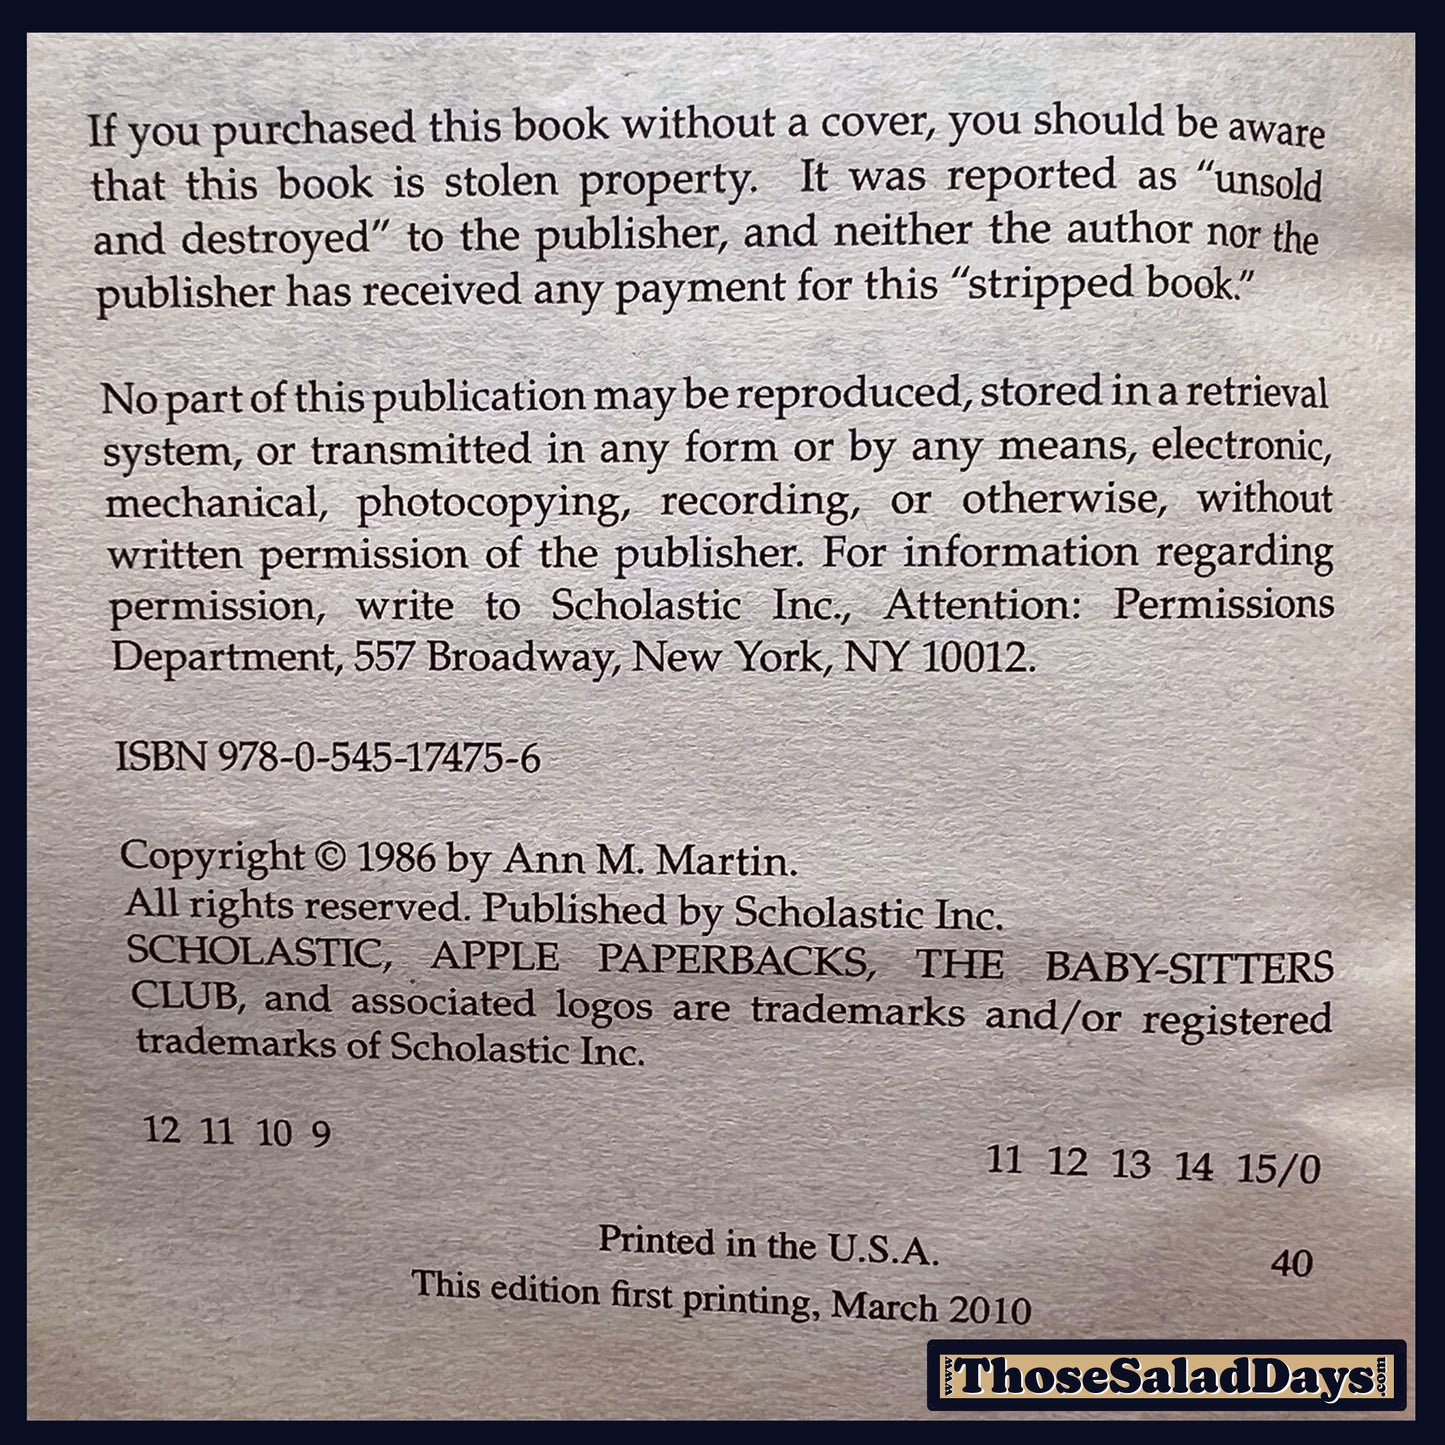 If you purchased this book without a cover, you should be aware
that this book is stolen property. It was reported as “unsold
and destroyed” to the publisher, and neither the author nor the
publisher has received any payment for this “stripped book.”
No part of this publication may be reproduced, stored in a retrieval
system, or transmitted in any form or by any means, electronic,
mechanical, photocopying, recording, or otherwise, without
written permission of the publisher. For information regarding
permission, write to Scholastic Inc., Attention: Permissions
Department, 557 Broadway, New York, NY 10012.
ISBN 978-0-545-17475-6
Copyright © 1986 by Ann M. Martin.
All rights reserved. Published by Scholastic Inc.
SCHOLASTIC, APPLE PAPERBACKS, THE BABY-SITTERS
CLUB, and associated logos are trademarks and/or registered
trademarks of Scholastic Inc.
12 11 10 9
11 12 13 14 15/0
Printed in the U.S.A.
40
This edition first printing, March 2010
www.ThoseSaladDays.com